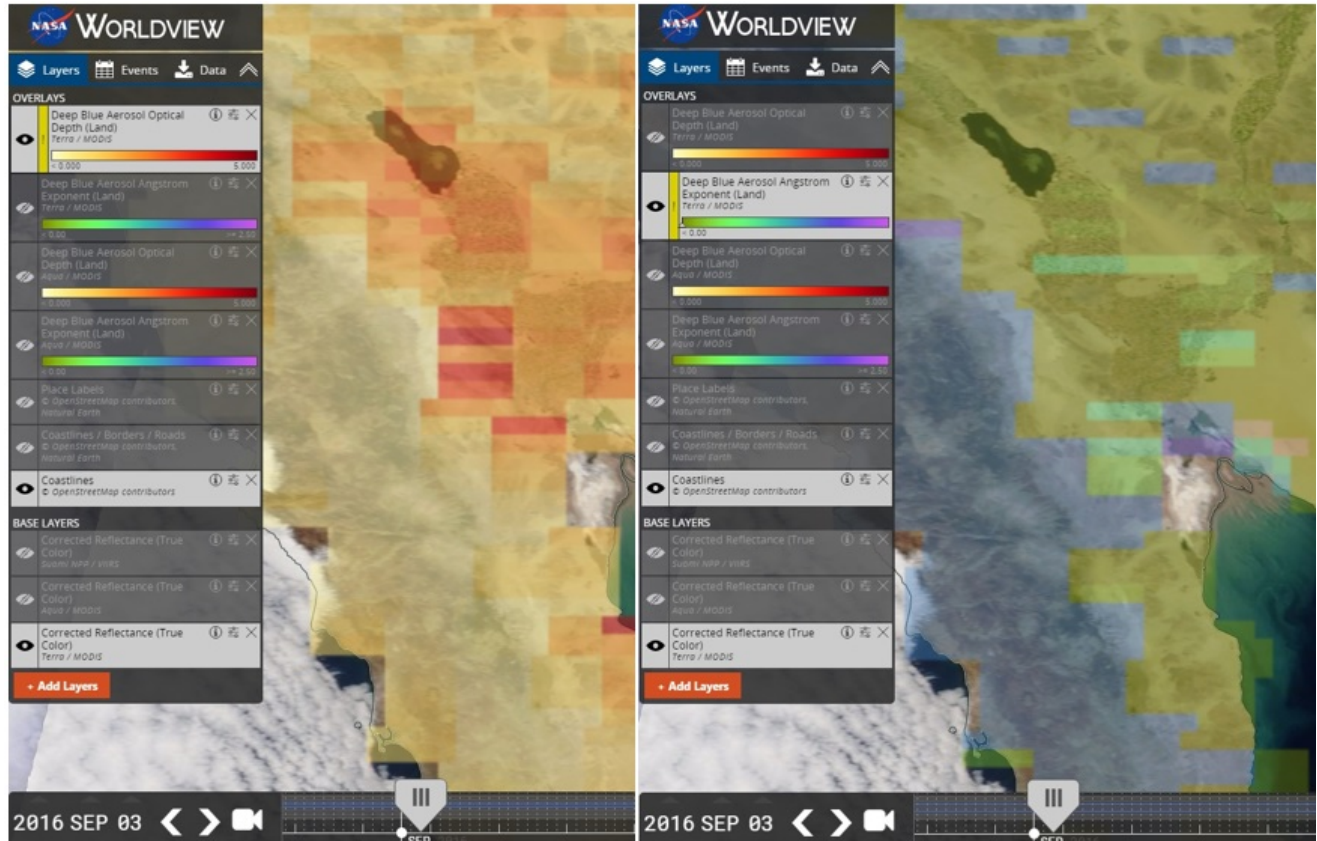 NASA WORLDVIEW
Layers Events Data
OVERLAYS
Deep Blue Aerosol Optical
Depth (Land)
Terra / MODIS
< 0.000 5.000
Deep Blue Aerosol Angstrom
Exponent (Land)
Terra / MODIS
< 0.00 >= 2.50
Deep Blue Aerosol Optical
Depth (Land)
Aqua / MODIS
< 0.000 5.000
Deep Blue Aerosol Angstrom
Exponent (Land)
Aqua / MODIS
< 0.00 >= 2.50
Place Labels
© OpenStreetMap contributors,
Natural Earth
Coastlines / Borders / Roads
© OpenStreetMap contributors,
Natural Earth
Coastlines
© OpenStreetMap contributors
BASE LAYERS
Corrected Reflectance (True
Color)
Suomi NPP / VIIRS
Corrected Reflectance (True
Color)
Aqua / MODIS
Corrected Reflectance (True
Color)
Terra / MODIS
+ Add Layers
2016 SEP 03
SEP
NASA WORLDVIEW
Layers Events Data
OVERLAYS
Deep Blue Aerosol Optical
Depth (Land)
Terra / MODIS
< 0.000 5.000
Deep Blue Aerosol Angstrom
Exponent (Land)
Terra / MODIS
< 0.00
Deep Blue Aerosol Optical
Depth (Land)
Aqua / MODIS
< 0.000 5.000
Deep Blue Aerosol Angstrom
Exponent (Land)
Aqua / MODIS
< 0.00 >= 2.50
Place Labels
© OpenStreetMap contributors,
Natural Earth
Coastlines / Borders / Roads
© OpenStreetMap contributors,
Natural Earth
Coastlines
© OpenStreetMap contributors
BASE LAYERS
Corrected Reflectance (True
Color)
Suomi NPP / VIIRS
Corrected Reflectance (True
Color)
Aqua / MODIS
Corrected Reflectance (True
Color)
Terra / MODIS
+ Add Layers
2016 SEP 03
SEP